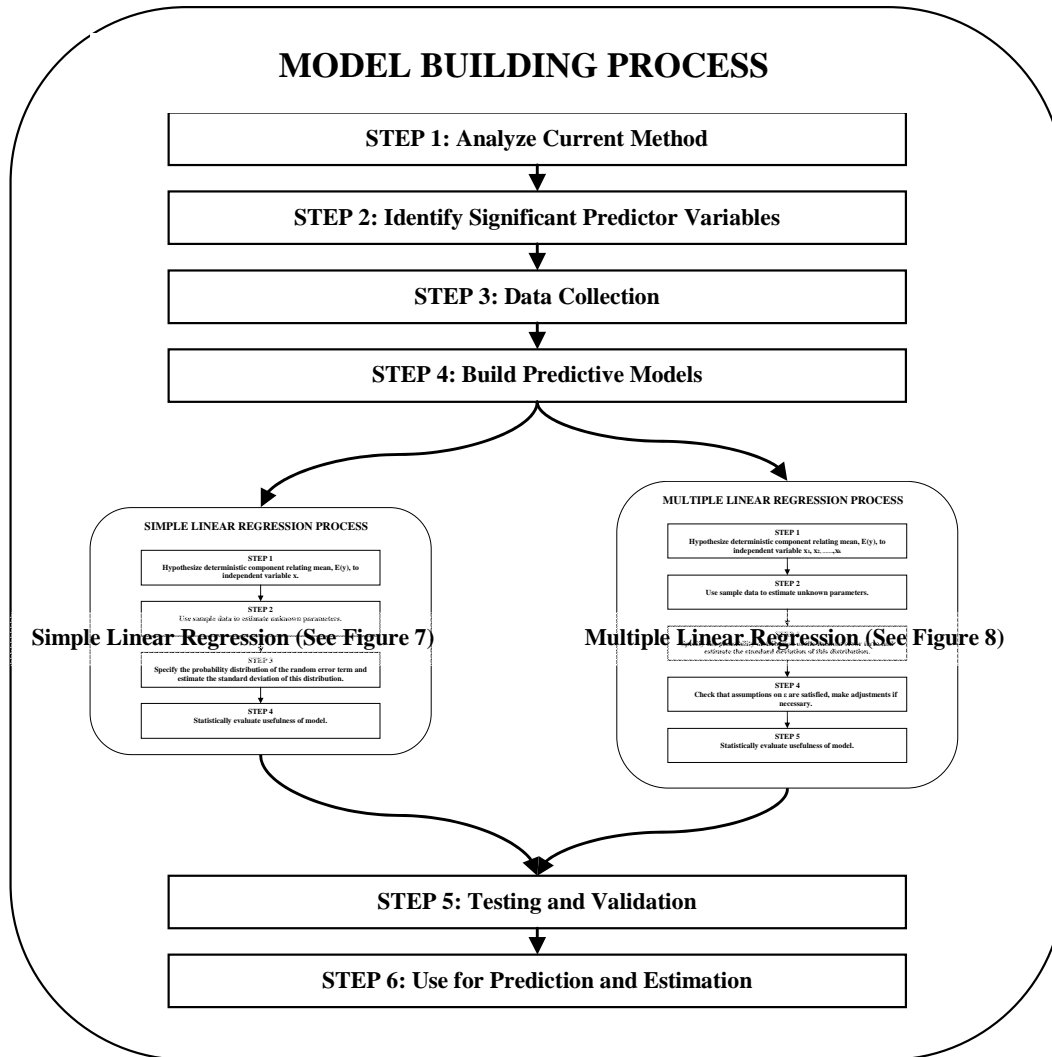 MODEL BUILDING PROCESS
STEP 1: Analyze Current Method
STEP 2: Identify Significant Predictor Variables
STEP 3: Data Collection
STEP 4: Build Predictive Models
SIMPLE LINEAR REGRESSION PROCESS
STEP 1
Hypothesize deterministic component relating mean, E(y), to
independent variable x.
STEP 2
Use sample data to estimate unknown parameters.
Simple Linear Regression (See Figure 7)
STEP 3
Specify the probability distribution of the random error term and
estimate the standard deviation of this distribution.
STEP 4
Statistically evaluate usefulness of model.
MULTIPLE LINEAR REGRESSION PROCESS
STEP 1
Hypothesize deterministic component relating mean, E(y), to
independent variable x₁, x₂, ......,xₖ
STEP 2
Use sample data to estimate unknown parameters.
Multiple Linear Regression (See Figure 8)
estimate the standard deviation of this distribution.
STEP 4
Check that assumptions on ε are satisfied, make adjustments if
necessary.
STEP 5
Statistically evaluate usefulness of model.
STEP 5: Testing and Validation
STEP 6: Use for Prediction and Estimation